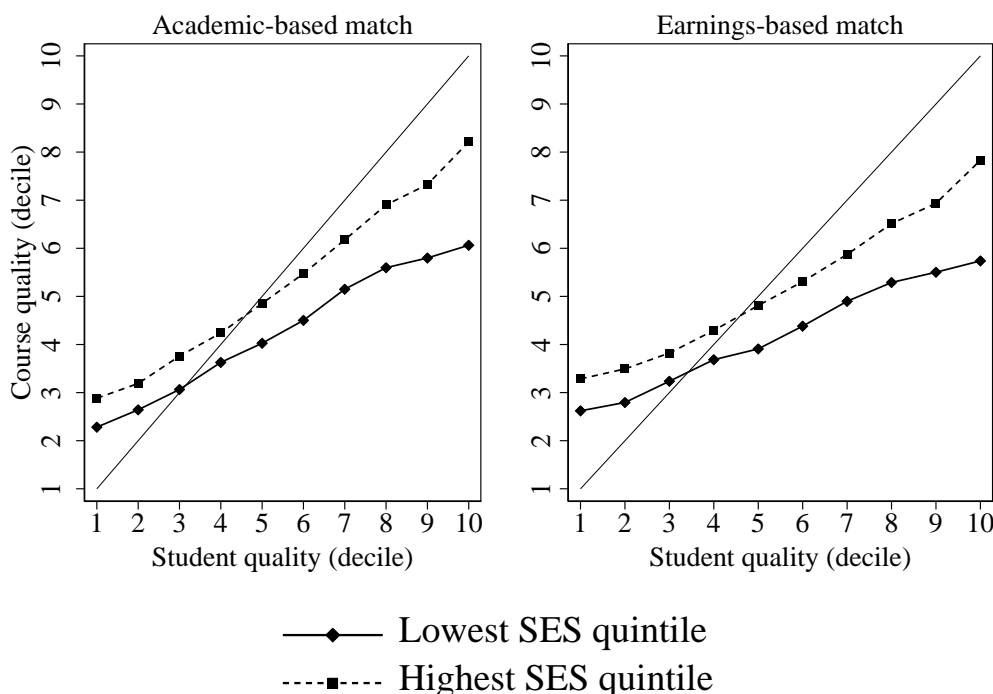 Academic-based match
Earnings-based match
Course quality (decile)
10
9
8
7
6
5
4
3
2
1
10
9
8
7
6
5
4
3
2
1
1 2 3 4 5 6 7 8 9 10
1 2 3 4 5 6 7 8 9 10
Student quality (decile)
Student quality (decile)
Lowest SES quintile
Highest SES quintile